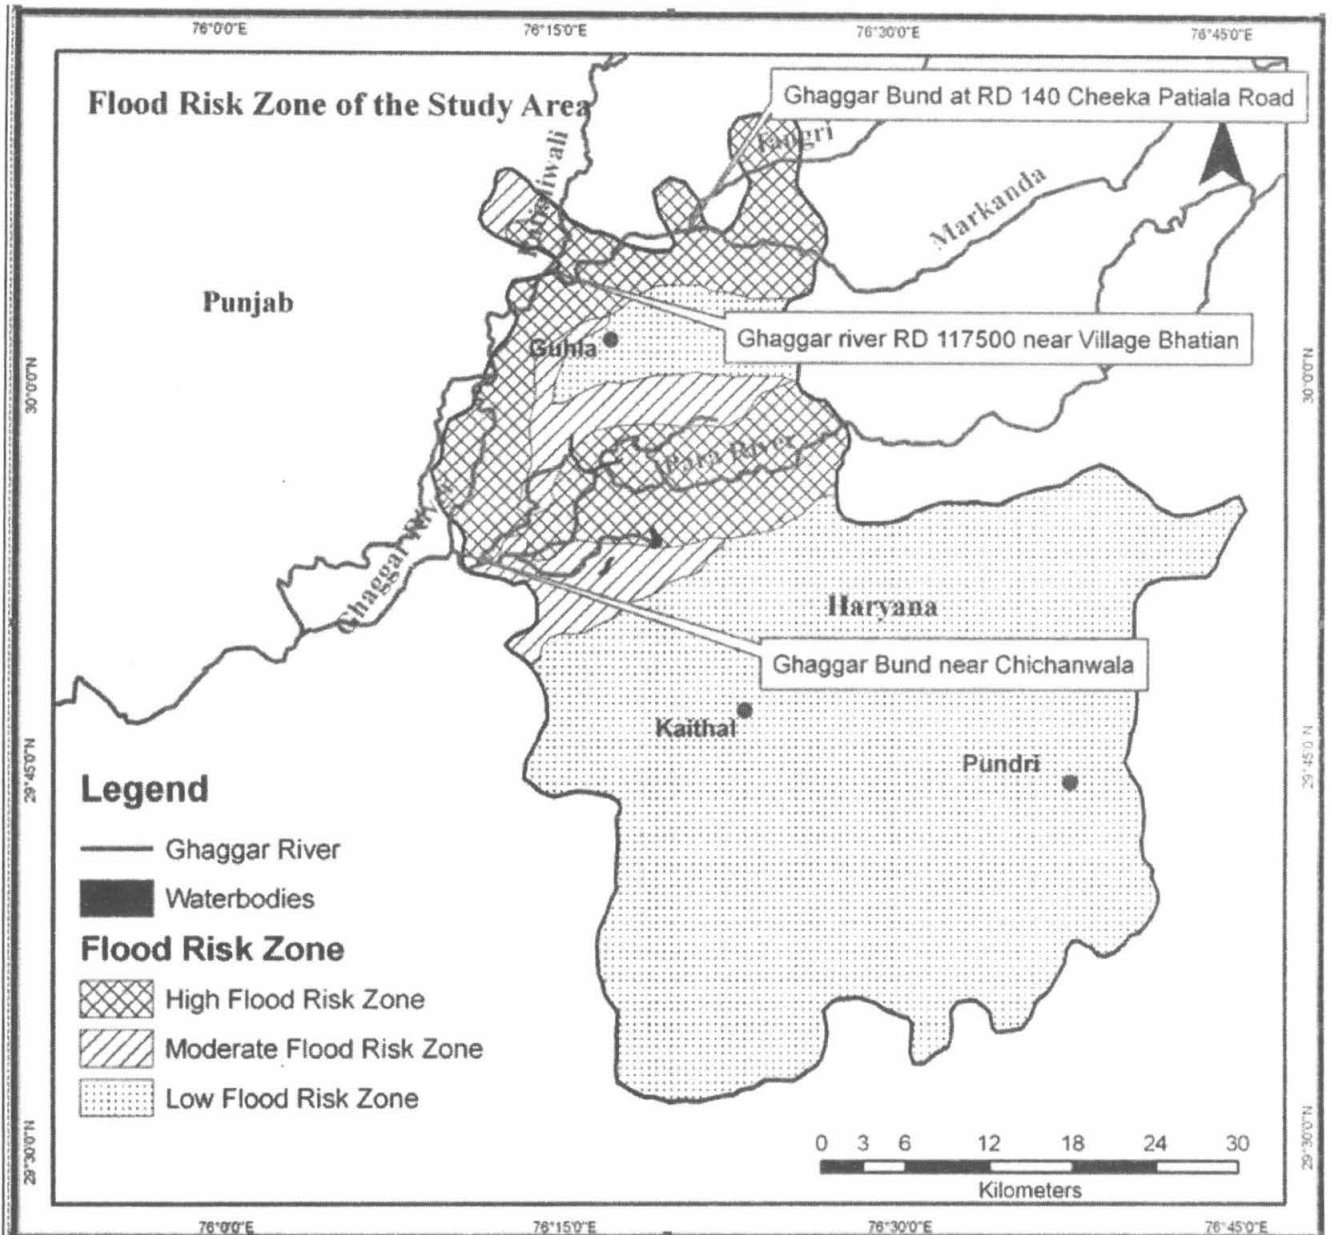 76°0'0"E 76°15'0"E 76°30'0"E 76°45'0"E
Flood Risk Zone of the Study Area
Ghaggar Bund at RD 140 Cheeka Patiala Road
Tangri
Markanda
Punjab
Ghaggar river RD 117500 near Village Bhatian
Guhla
30°0'0"N
30°0'0"N
River
Ghaggar River
Haryana
Ghaggar Bund near Chichanwala
Kaithal
Pundri
29°45'0"N
29°45'0"N
Legend
Ghaggar River
Waterbodies
Flood Risk Zone
High Flood Risk Zone
Moderate Flood Risk Zone
Low Flood Risk Zone
29°30'0"N
29°30'0"N
0 3 6 12 18 24 30
Kilometers
76°0'0"E 76°15'0"E 76°30'0"E 76°45'0"E